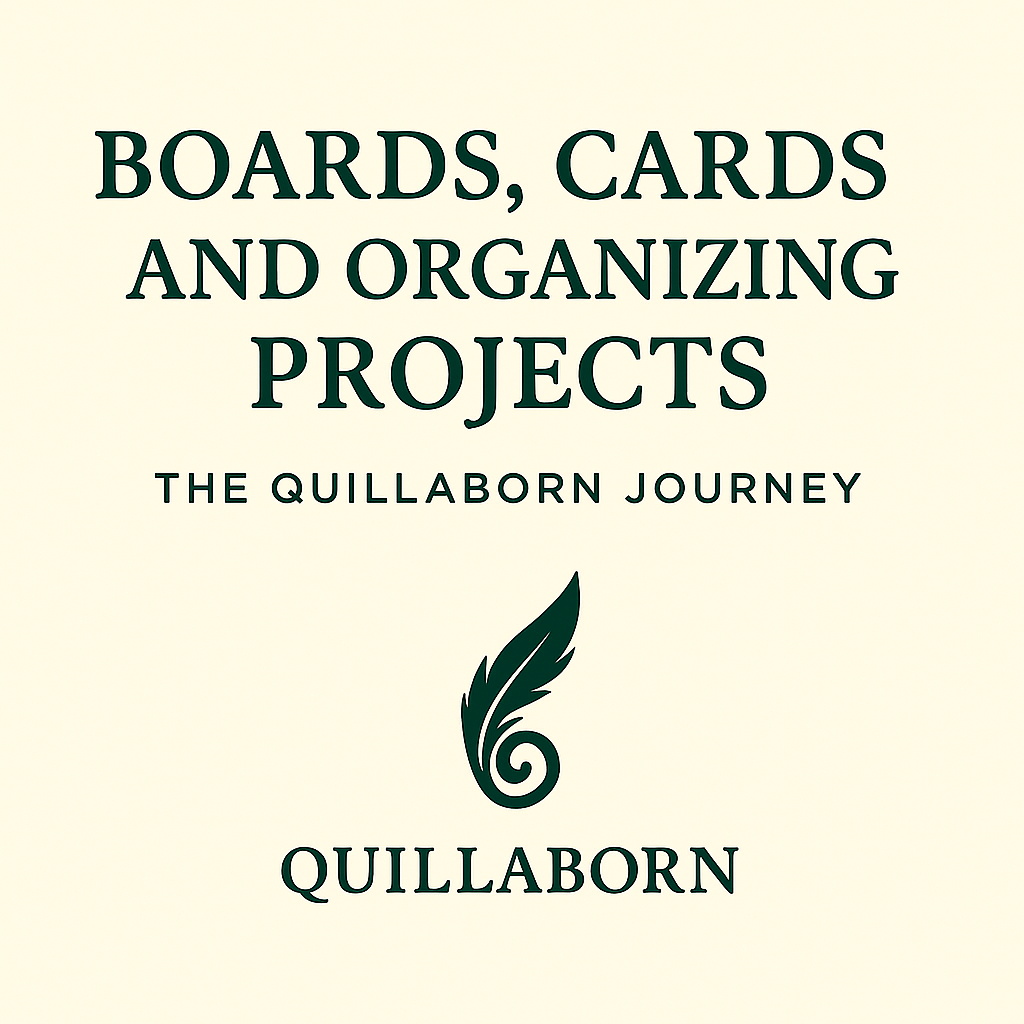 BOARDS, CARDS
AND ORGANIZING
PROJECTS
THE QUILLABORN JOURNEY
QUILLABORN